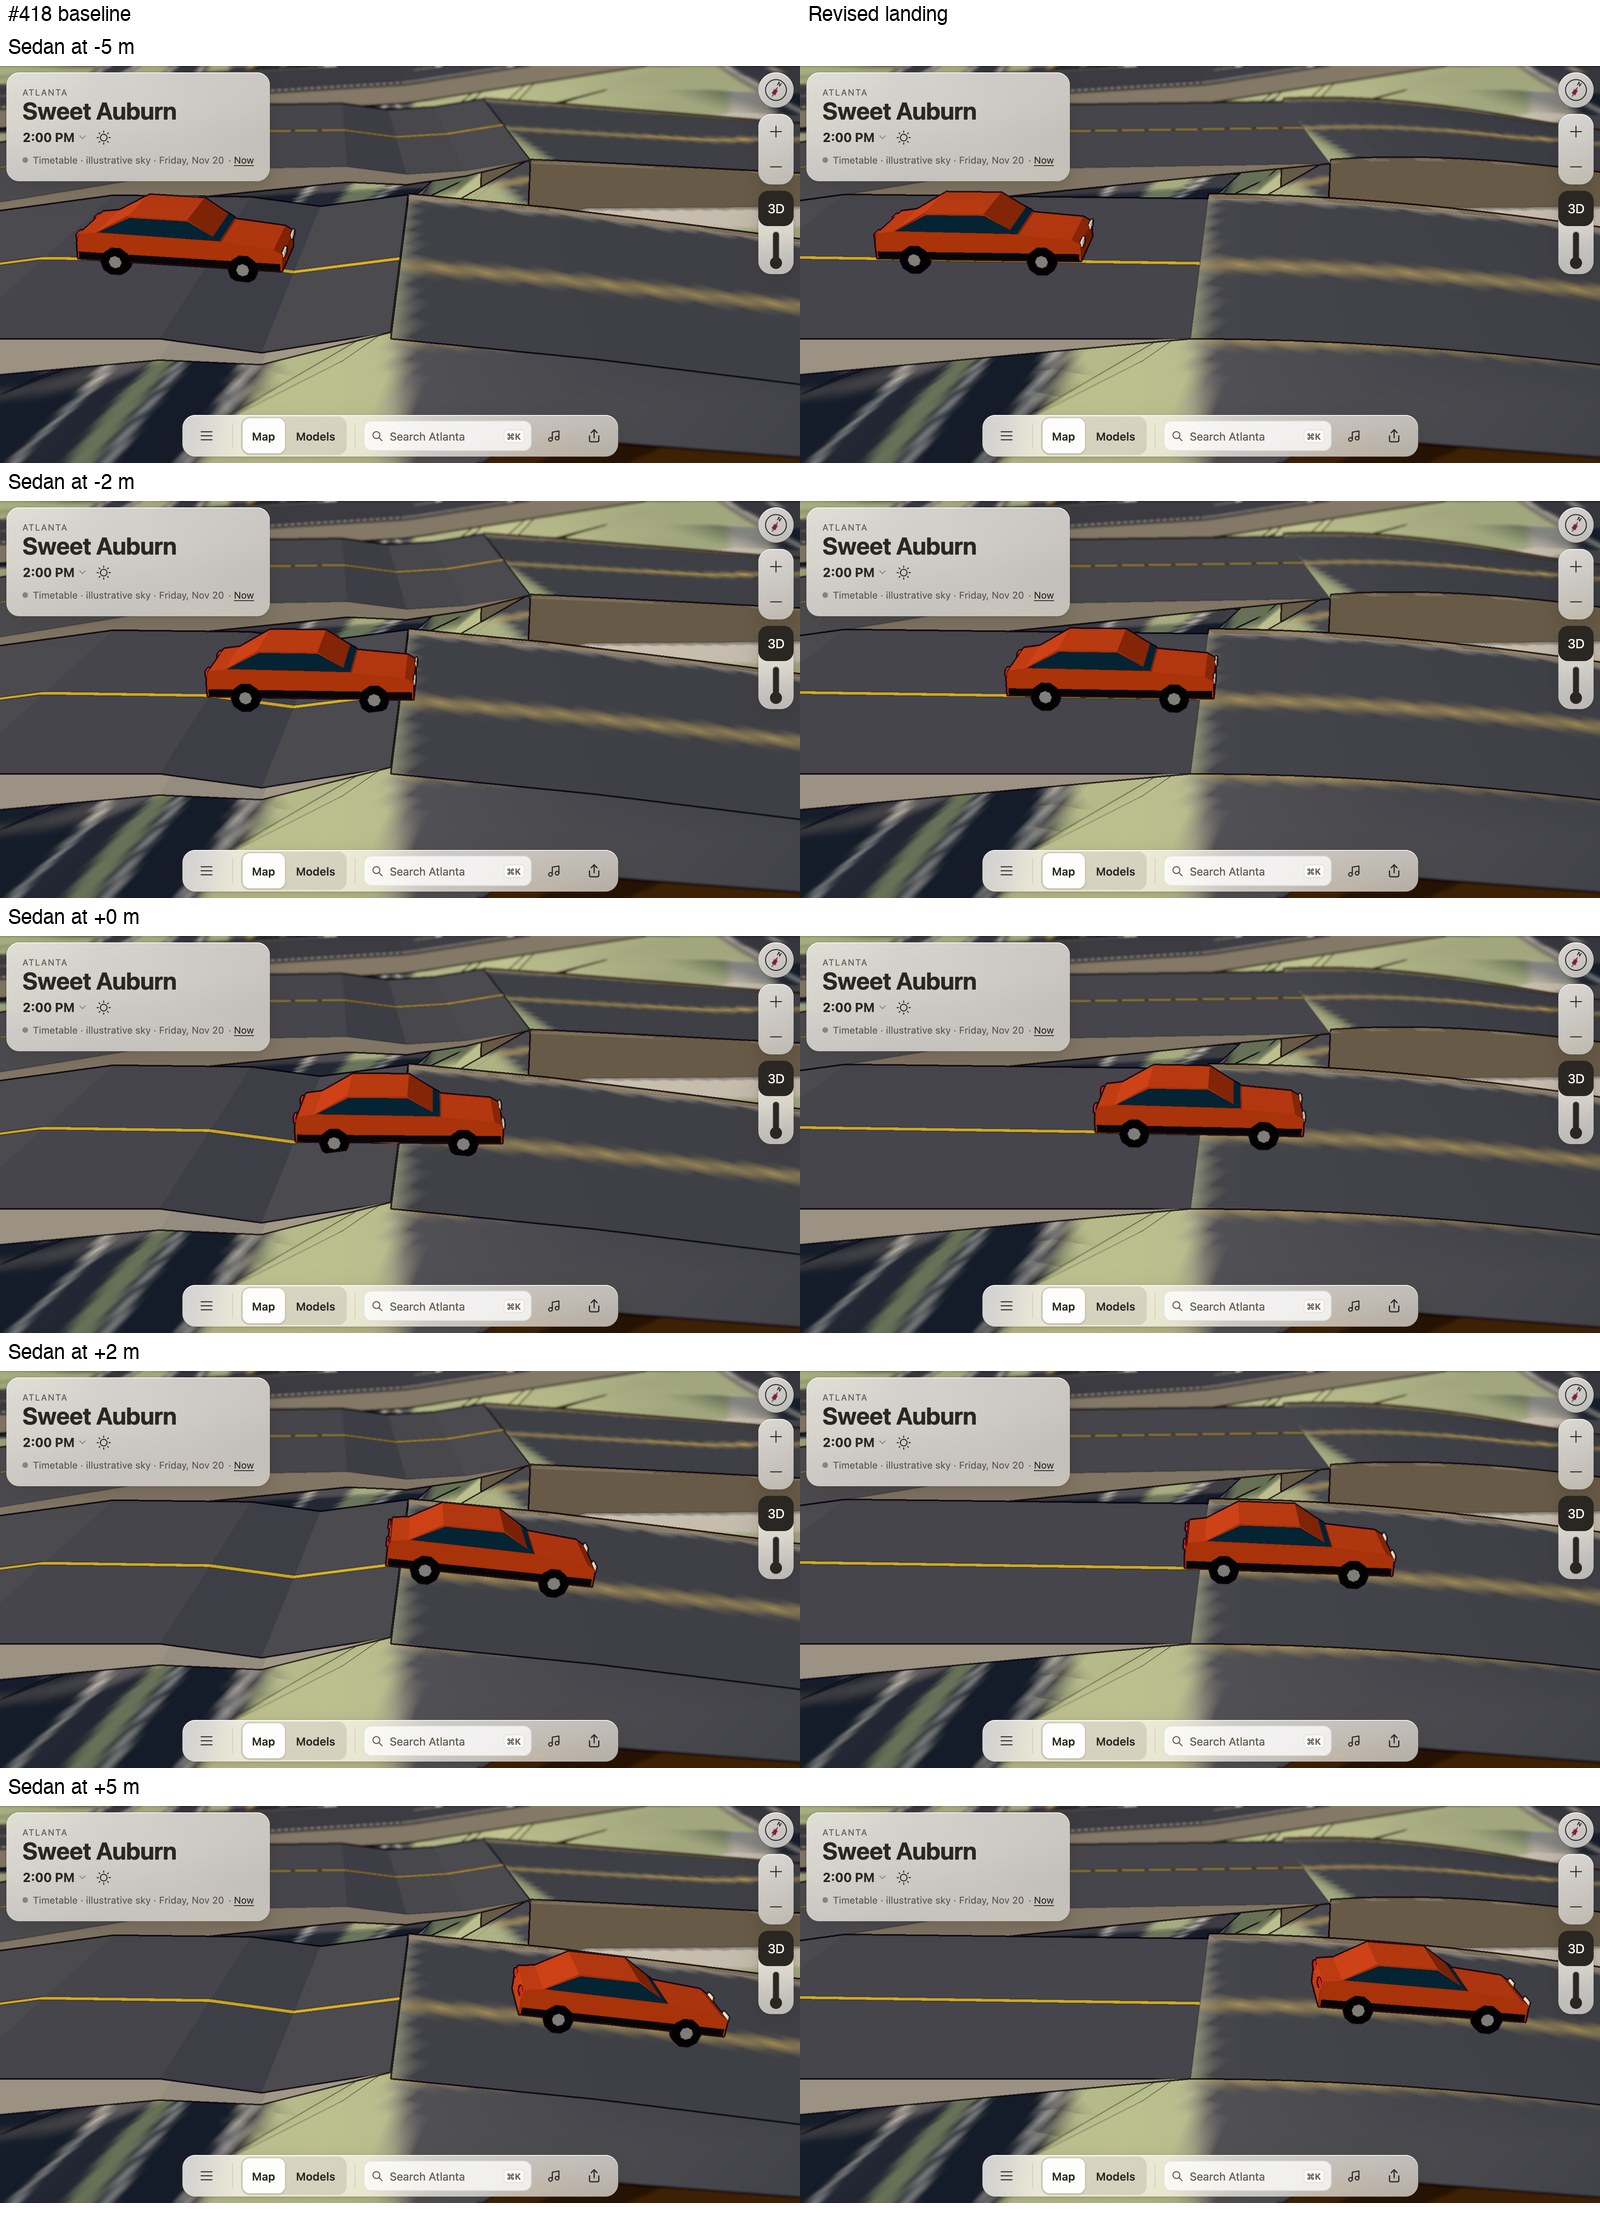 #418 baseline
Revised landing
Sedan at -5 m
ATLANTA
Sweet Auburn
2:00 PM
Timetable · illustrative sky · Friday, Nov 20 · Now
3D
Map Models Search Atlanta ⌘K
ATLANTA
Sweet Auburn
2:00 PM
Timetable · illustrative sky · Friday, Nov 20 · Now
3D
Map Models Search Atlanta ⌘K
Sedan at -2 m
ATLANTA
Sweet Auburn
2:00 PM
Timetable · illustrative sky · Friday, Nov 20 · Now
3D
Map Models Search Atlanta ⌘K
ATLANTA
Sweet Auburn
2:00 PM
Timetable · illustrative sky · Friday, Nov 20 · Now
3D
Map Models Search Atlanta ⌘K
Sedan at +0 m
ATLANTA
Sweet Auburn
2:00 PM
Timetable · illustrative sky · Friday, Nov 20 · Now
3D
Map Models Search Atlanta ⌘K
ATLANTA
Sweet Auburn
2:00 PM
Timetable · illustrative sky · Friday, Nov 20 · Now
3D
Map Models Search Atlanta ⌘K
Sedan at +2 m
ATLANTA
Sweet Auburn
2:00 PM
Timetable · illustrative sky · Friday, Nov 20 · Now
3D
Map Models Search Atlanta ⌘K
ATLANTA
Sweet Auburn
2:00 PM
Timetable · illustrative sky · Friday, Nov 20 · Now
3D
Map Models Search Atlanta ⌘K
Sedan at +5 m
ATLANTA
Sweet Auburn
2:00 PM
Timetable · illustrative sky · Friday, Nov 20 · Now
3D
Map Models Search Atlanta ⌘K
ATLANTA
Sweet Auburn
2:00 PM
Timetable · illustrative sky · Friday, Nov 20 · Now
3D
Map Models Search Atlanta ⌘K